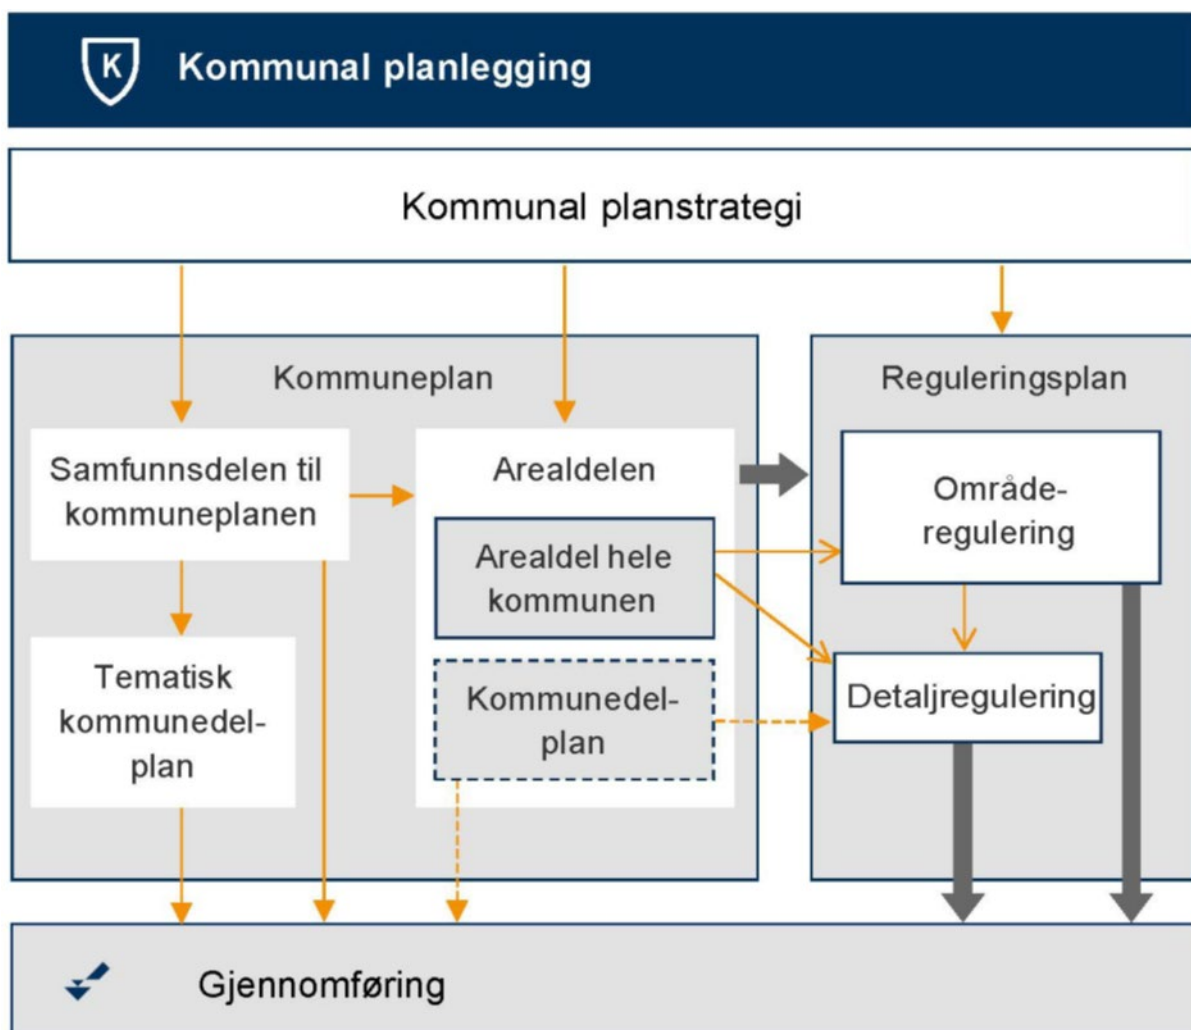 K
Kommunal planlegging
Kommunal planstrategi
Kommuneplan
Samfunnsdelen til
kommuneplanen
Tematisk
kommunedel-
plan
Arealdelen
Arealdel hele
kommunen
Kommunedel-
plan
Reguleringsplan
Område-
regulering
Detaljregulering
Gjennomføring